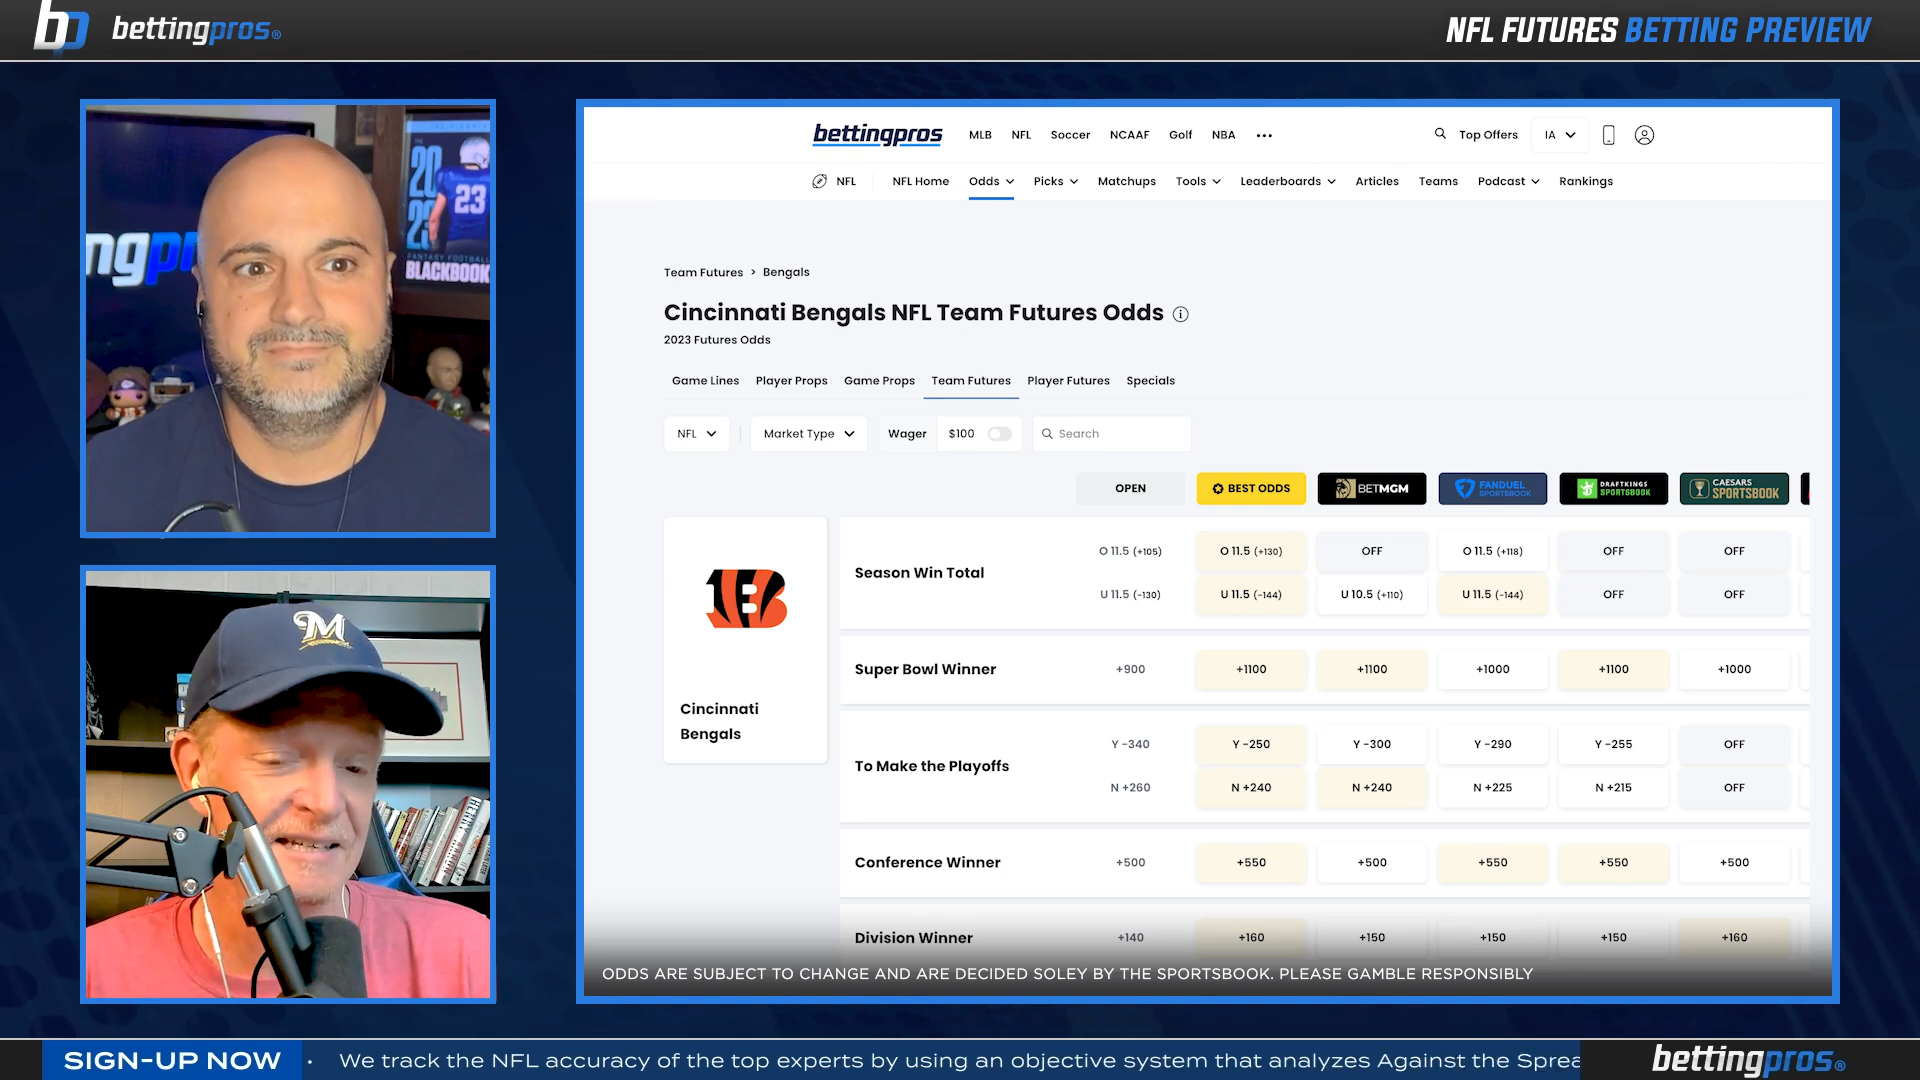 bp bettingpros®
NFL FUTURES BETTING PREVIEW
2023
23
FANTASY FOOTBALL
BLACKBOOK
ngp
M
bettingpros MLB NFL Soccer NCAAF Golf NBA ••• Top Offers IA
NFL NFL Home Odds Picks Matchups Tools Leaderboards Articles Teams Podcast Rankings
Team Futures > Bengals
Cincinnati Bengals NFL Team Futures Odds
2023 Futures Odds
Game Lines Player Props Game Props Team Futures Player Futures Specials
NFL Market Type Wager $100 Search
OPEN BEST ODDS BETMGM FANDUEL SPORTSBOOK DRAFTKINGS SPORTSBOOK CAESARS SPORTSBOOK
B
Cincinnati
Bengals
Season Win Total
O 11.5 (+105) O 11.5 (+130) OFF O 11.5 (+118) OFF OFF
U 11.5 (-130) U 11.5 (-144) U 10.5 (+110) U 11.5 (-144) OFF OFF
Super Bowl Winner +900 +1100 +1100 +1000 +1100 +1000
To Make the Playoffs
Y -340 Y -250 Y -300 Y -290 Y -255 OFF
N +260 N +240 N +240 N +225 N +215 OFF
Conference Winner +500 +550 +500 +550 +550 +500
Division Winner +140 +160 +150 +150 +150 +160
ODDS ARE SUBJECT TO CHANGE AND ARE DECIDED SOLEY BY THE SPORTSBOOK. PLEASE GAMBLE RESPONSIBLY
SIGN-UP NOW • We track the NFL accuracy of the top experts by using an objective system that analyzes Against the Sprea
bettingpros®